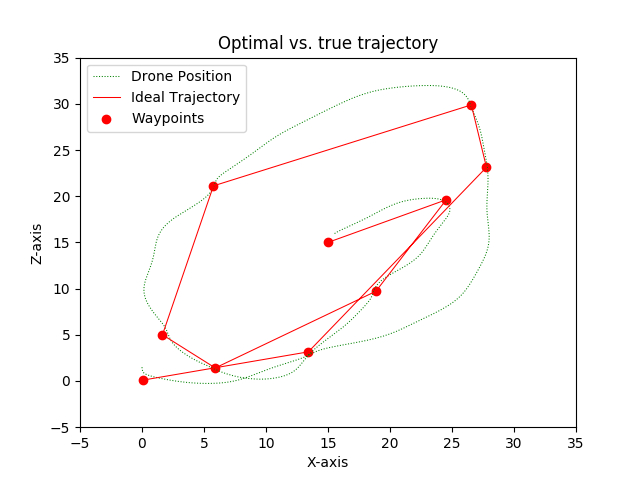 Optimal vs. true trajectory
Drone Position
Ideal Trajectory
Waypoints
35
30
25
20
15
10
5
0
−5
Z-axis
−5 0 5 10 15 20 25 30 35
X-axis